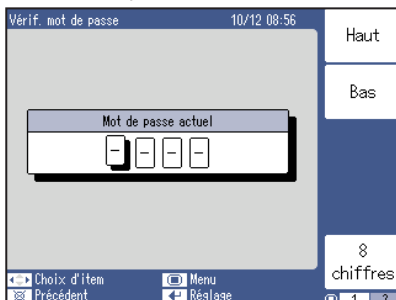 Vérif. mot de passe 10/12 08:56
Haut
Bas
Mot de passe actuel
- - - -
8
chiffres
Choix d'item Menu
Précédent Réglage
1 2